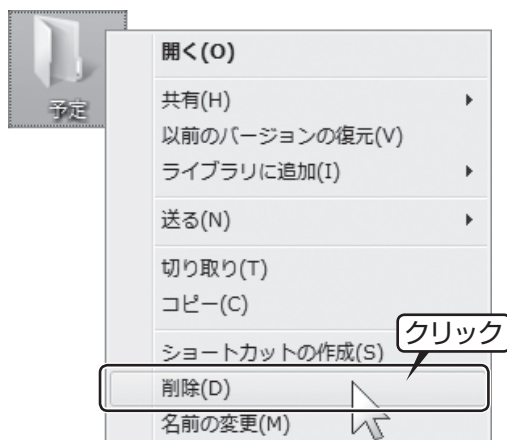 予定
開く(O)
共有(H)
以前のバージョンの復元(V)
ライブラリに追加(I)
送る(N)
切り取り(T)
コピー(C)
ショートカットの作成(S)
クリック
削除(D)
名前の変更(M)